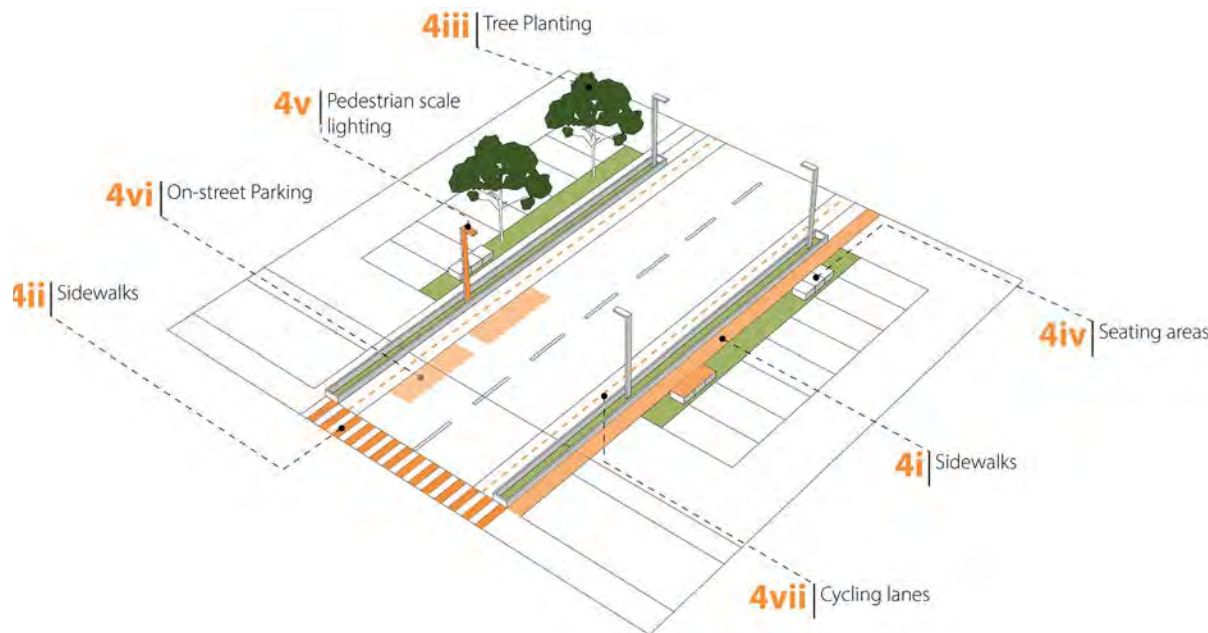 4iii Tree Planting
4v Pedestrian scale
lighting
4vi On-street Parking
4ii Sidewalks
4iv Seating areas
4i Sidewalks
4vii Cycling lanes